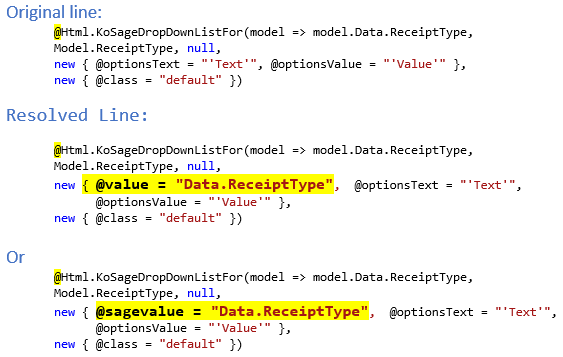 Original line:
@Html.KoSageDropDownListFor(model => model.Data.ReceiptType,
Model.ReceiptType, null,
new { @optionsText = "'Text'", @optionsValue = "'Value'" },
new { @class = "default" })
Resolved Line:
@Html.KoSageDropDownListFor(model => model.Data.ReceiptType,
Model.ReceiptType, null,
new { @value = "Data.ReceiptType", @optionsText = "'Text'",
@optionsValue = "'Value'" },
new { @class = "default" })
Or
@Html.KoSageDropDownListFor(model => model.Data.ReceiptType,
Model.ReceiptType, null,
new { @sagevalue = "Data.ReceiptType", @optionsText = "'Text'",
@optionsValue = "'Value'" },
new { @class = "default" })